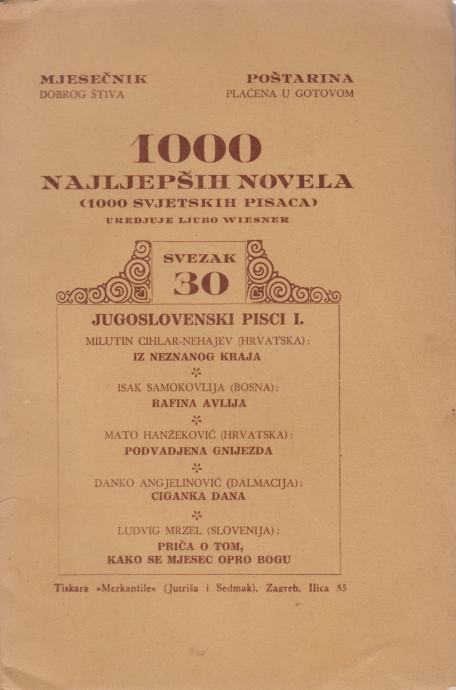 MJESEČNIK
DOBROG ŠTIVA
POŠTARINA
PLAĆENA U GOTOVOM
1000
NAJLJEPŠIH NOVELA
(1000 SVJETSKIH PISACA)
UREDJUJE LJUBO WIESNER
SVEZAK
30
JUGOSLOVENSKI PISCI I.
MILUTIN CIHLAR-NEHAJEV (HRVATSKA):
IZ NEZNANOG KRAJA
ISAK SAMOKOVLIJA (BOSNA):
RAFINA AVLIJA
MATO HANŽEKOVIĆ (HRVATSKA):
PODVADJENA GNIJEZDA
DANKO ANGJELINOVIĆ (DALMACIJA):
CIGANKA DANA
LUDVIG MRZEL (SLOVENIJA):
PRIČA O TOM,
KAKO SE MJESEC OPRO BOGU
Tiskara »Merkantile« (Jutriša i Sedmak), Zagreb, Ilica 35